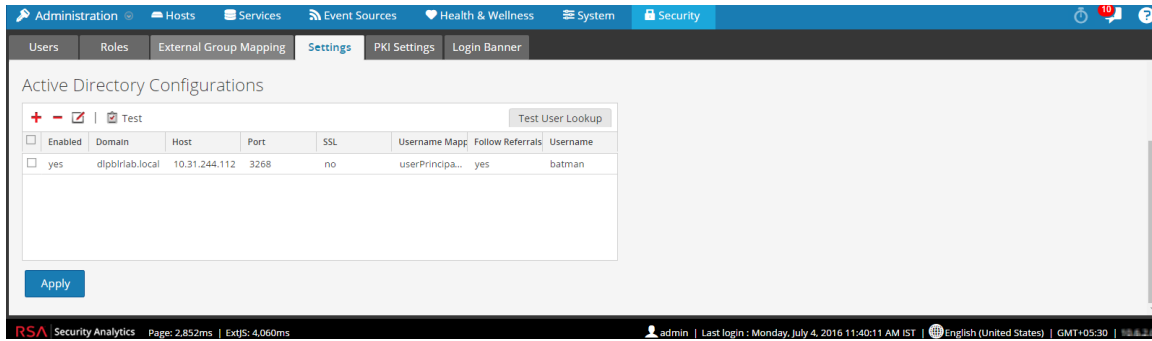 Administration Hosts Services Event Sources Health & Wellness System Security 10 ?
Users Roles External Group Mapping Settings PKI Settings Login Banner
Active Directory Configurations
Test Test User Lookup
Enabled Domain Host Port SSL Username Mapp Follow Referrals Username
yes dlpblrlab.local 10.31.244.112 3268 no userPrincipa... yes batman
Apply
RSA Security Analytics Page: 2,852ms | ExtJS: 4,060ms admin | Last login : Monday, July 4, 2016 11:40:11 AM IST | English (United States) | GMT+05:30 |